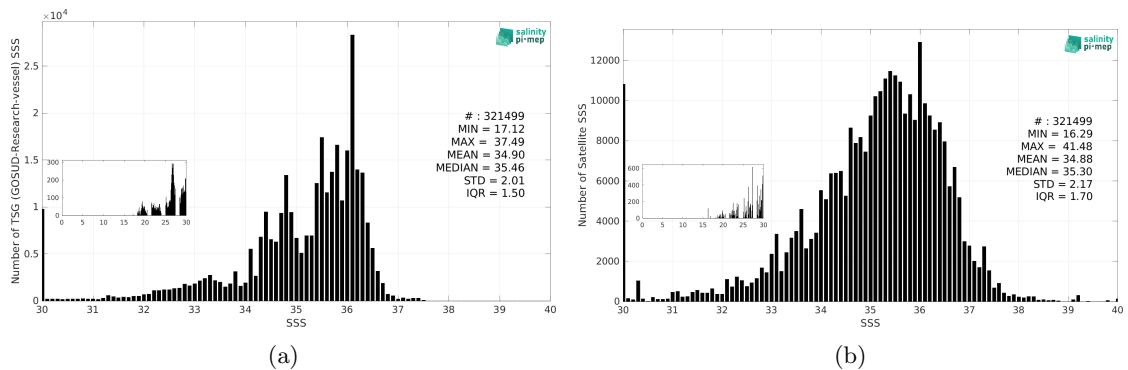 ×10⁴
salinity
pi-mep
Number of TSG (GOSUD-Research-vessel) SSS
2.5
2
1.5
1
0.5
0
# : 321499
MIN = 17.12
MAX = 37.49
MEAN = 34.90
MEDIAN = 35.46
STD = 2.01
IQR = 1.50
300
200
100
0
0 5 10 15 20 25 30
30 31 32 33 34 35 36 37 38 39 40
SSS
(a)
salinity
pi-mep
Number of Satellite SSS
12000
10000
8000
6000
4000
2000
0
# : 321499
MIN = 16.29
MAX = 41.48
MEAN = 34.88
MEDIAN = 35.30
STD = 2.17
IQR = 1.70
600
400
200
0
0 5 10 15 20 25 30
30 31 32 33 34 35 36 37 38 39 40
SSS
(b)